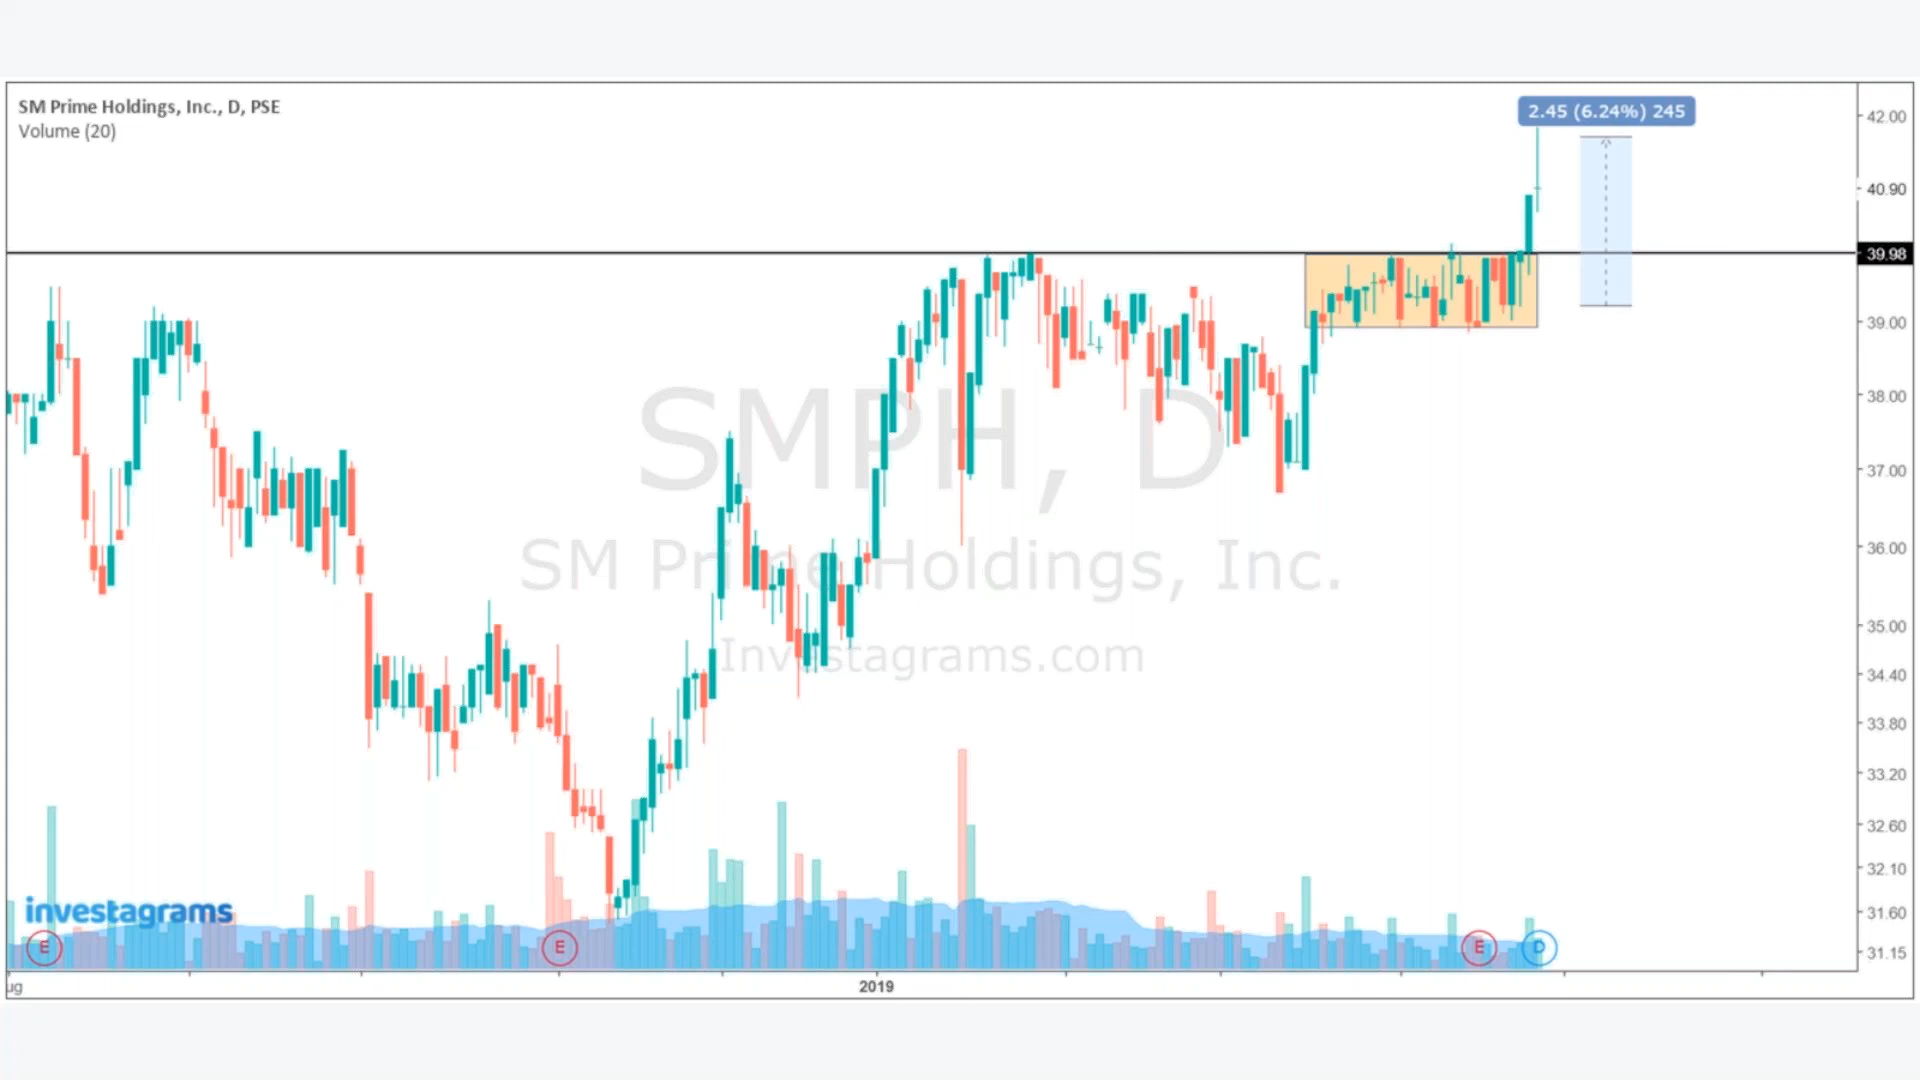 SM Prime Holdings, Inc., D, PSE
Volume (20)
2.45 (6.24%) 245
42.00
40.90
39.98
39.00
38.00
37.00
36.00
35.00
34.40
33.80
33.20
32.60
32.10
31.60
31.15
SMPH, D
SM Prime Holdings, Inc.
Investagrams.com
investagrams
E
E
E
D
ug
2019